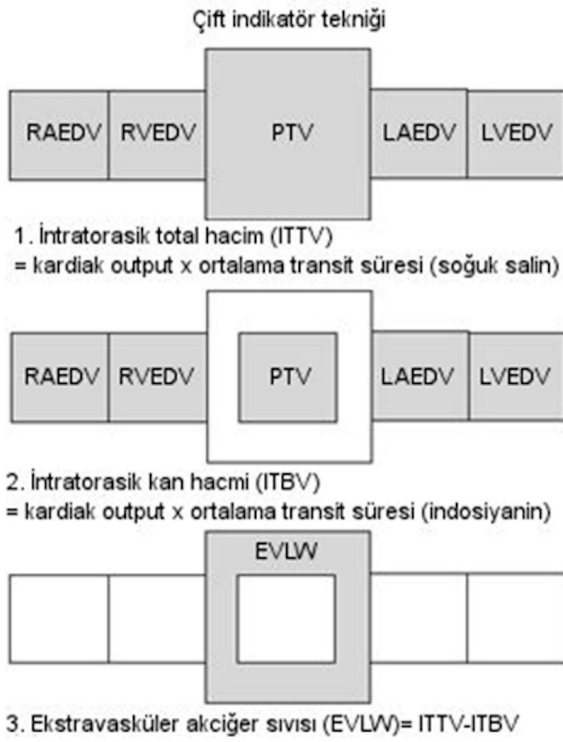 Çift indikatör tekniği
RAEDV RVEDV PTV LAEDV LVEDV
1. İntratorasik total hacim (ITTV)
= kardiak output x ortalama transit süresi (soğuk salin)
RAEDV RVEDV PTV LAEDV LVEDV
2. İntratorasik kan hacmi (ITBV)
= kardiak output x ortalama transit süresi (indosiyanin)
EVLW
3. Ekstravasküler akciğer sıvısı (EVLW)= ITTV-ITBV